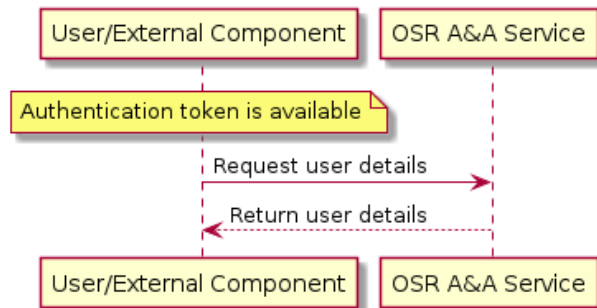 User/External Component
OSR A&A Service
Authentication token is available
Request user details
Return user details
User/External Component
OSR A&A Service